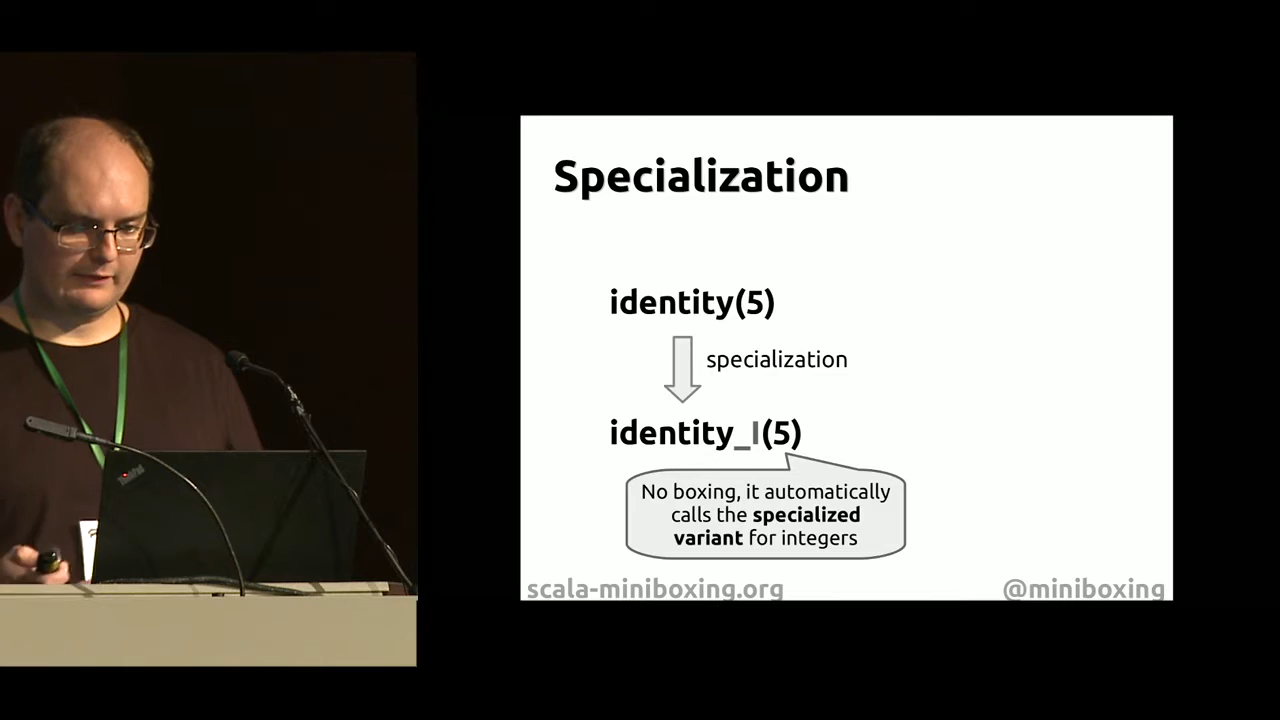 Specialization
identity(5)
specialization
identity_I(5)
No boxing, it automatically
calls the specialized
variant for integers
scala-miniboxing.org
@miniboxing
ThinkPad